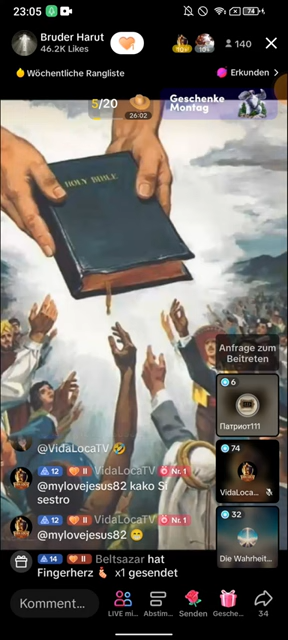 23:05
74
Bruder Harut
46.2K Likes
10+
140
Wöchentliche Rangliste
Erkunden
5/20
26:02
Geschenke
Montag
HOLY BIBLE
Anfrage zum
Beitreten
6
Патриот111
74
VidaLoca...
32
Die Wahrheit...
@VidaLocaTV 🤣
12 II VidaLocaTV Nr. 1
@mylovejesus82 kako Si
sestro
12 II VidaLocaTV Nr. 1
@mylovejesus82 😁
14 II Beltsazar hat
Fingerherz x1 gesendet
Komment...
LIVE mi...
Abstim...
Senden
Gesche...
34